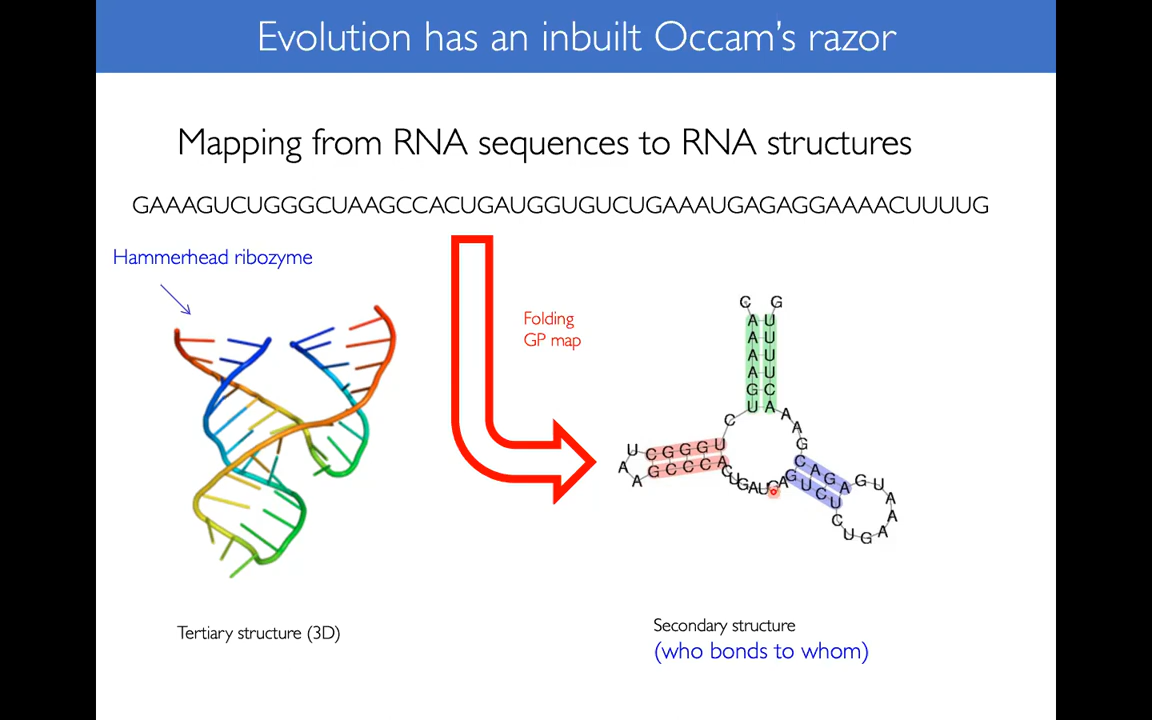 Evolution has an inbuilt Occam's razor
Mapping from RNA sequences to RNA structures
GAAAGUCUGGGCUAAGCCACUGAUGGUGUCUGAAAUGAGAGGAAAACUUUUG
Hammerhead ribozyme
Folding
GP map
Tertiary structure (3D)
Secondary structure
(who bonds to whom)